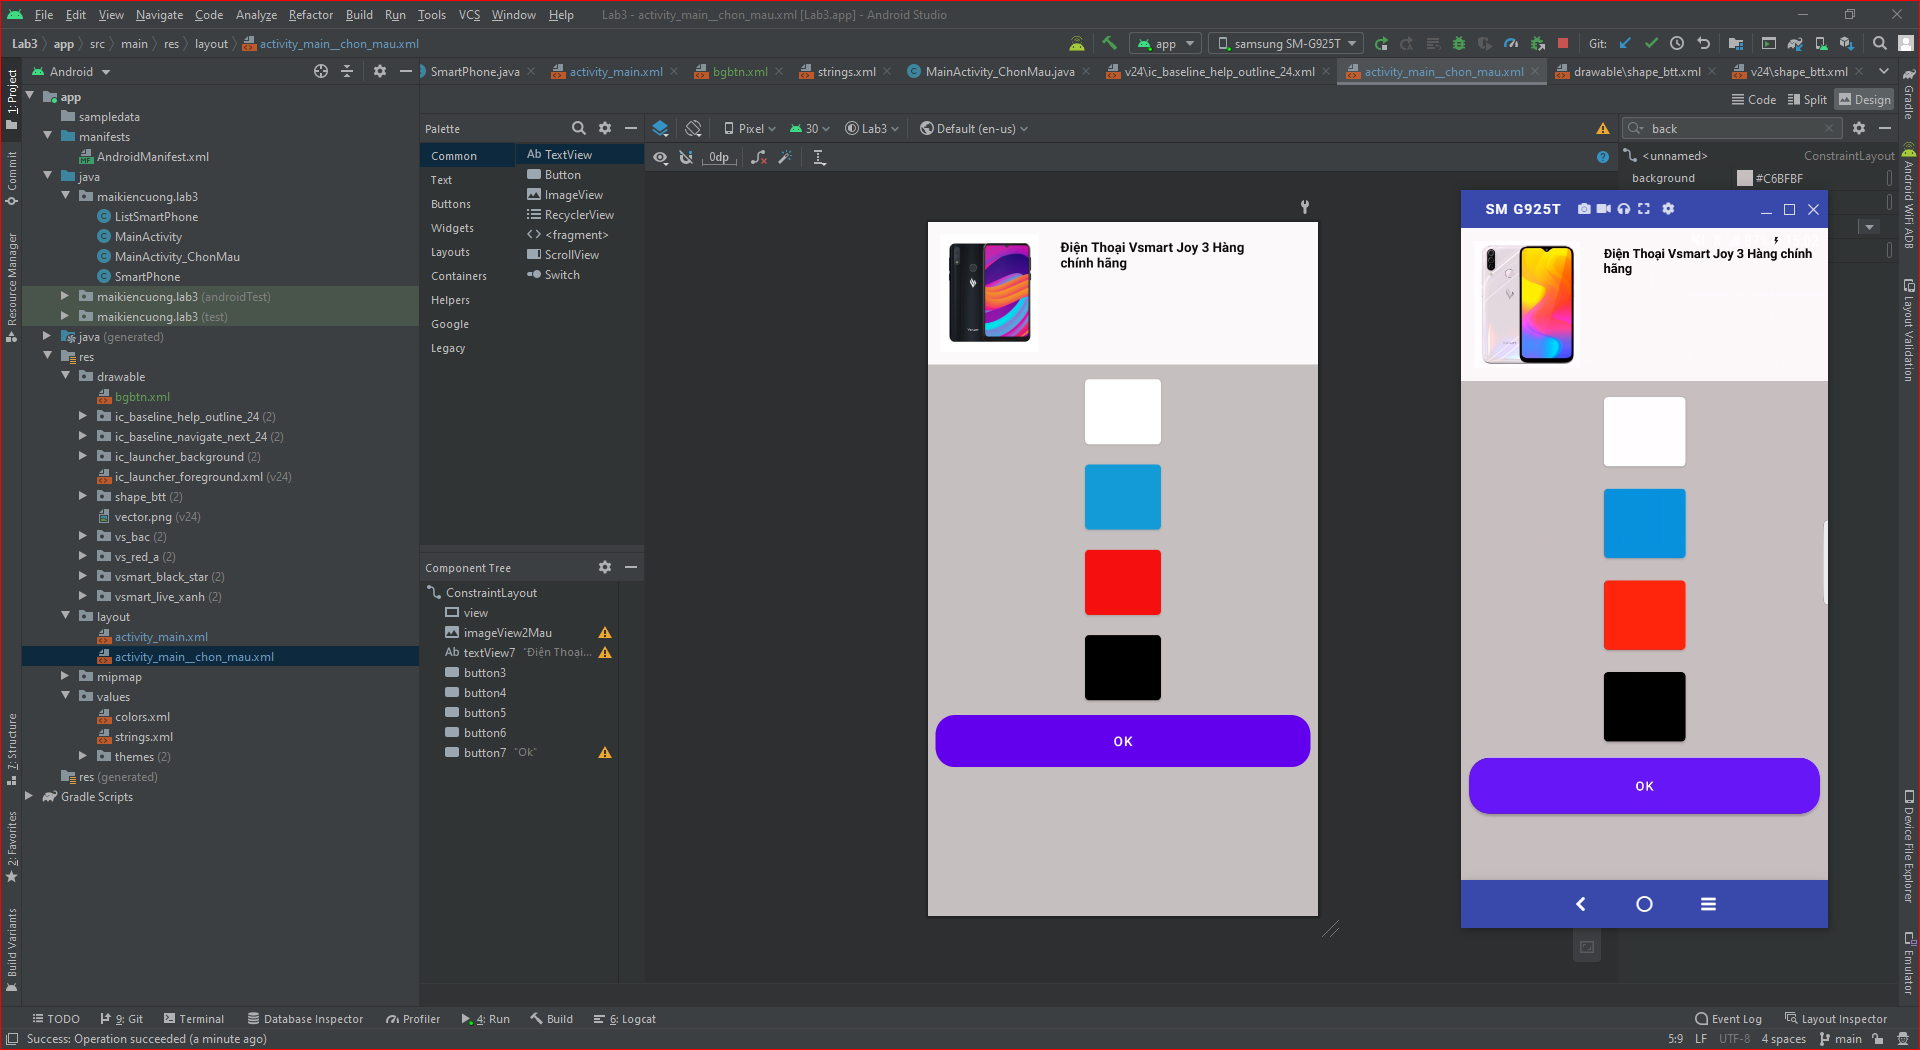 File Edit View Navigate Code Analyze Refactor Build Run Tools VCS Window Help Lab3 - activity_main__chon_mau.xml [Lab3.app] - Android Studio
Lab3 app src main res layout activity_main__chon_mau.xml app samsung SM-G925T Git:
Android SmartPhone.java activity_main.xml bgbtn.xml strings.xml MainActivity_ChonMau.java v24\ic_baseline_help_outline_24.xml activity_main__chon_mau.xml drawable\shape_btt.xml v24\shape_btt.xml
Code Split Design
1: Project
Commit
Resource Manager
7: Structure
2: Favorites
Build Variants
app
sampledata
manifests
AndroidManifest.xml
java
maikiencuong.lab3
ListSmartPhone
MainActivity
MainActivity_ChonMau
SmartPhone
maikiencuong.lab3 (androidTest)
maikiencuong.lab3 (test)
java (generated)
res
drawable
bgbtn.xml
ic_baseline_help_outline_24 (2)
ic_baseline_navigate_next_24 (2)
ic_launcher_background (2)
ic_launcher_foreground.xml (v24)
shape_btt (2)
vector.png (v24)
vs_bac (2)
vs_red_a (2)
vsmart_black_star (2)
vsmart_live_xanh (2)
layout
activity_main.xml
activity_main__chon_mau.xml
mipmap
values
colors.xml
strings.xml
themes (2)
res (generated)
Gradle Scripts
Palette
Common
Text
Buttons
Widgets
Layouts
Containers
Helpers
Google
Legacy
Ab TextView
Button
ImageView
RecyclerView
<> <fragment>
ScrollView
Switch
Component Tree
ConstraintLayout
view
imageView2Mau
Ab textView7 "Điện Thoại...
button3
button4
button5
button6
button7 "Ok"
Pixel 30 Lab3 Default (en-us)
0dp
Điện Thoại Vsmart Joy 3 Hàng
chính hãng
OK
back
<unnamed> ConstraintLayout
background #C6BFBF
SM G925T
Điện Thoại Vsmart Joy 3 Hàng chính
hãng
OK
Gradle
Android WiFi ADB
Layout Validation
Device File Explorer
Emulator
TODO 9: Git Terminal Database Inspector Profiler 4: Run Build 6: Logcat Event Log Layout Inspector
Success: Operation succeeded (a minute ago) 5:9 LF UTF-8 4 spaces main